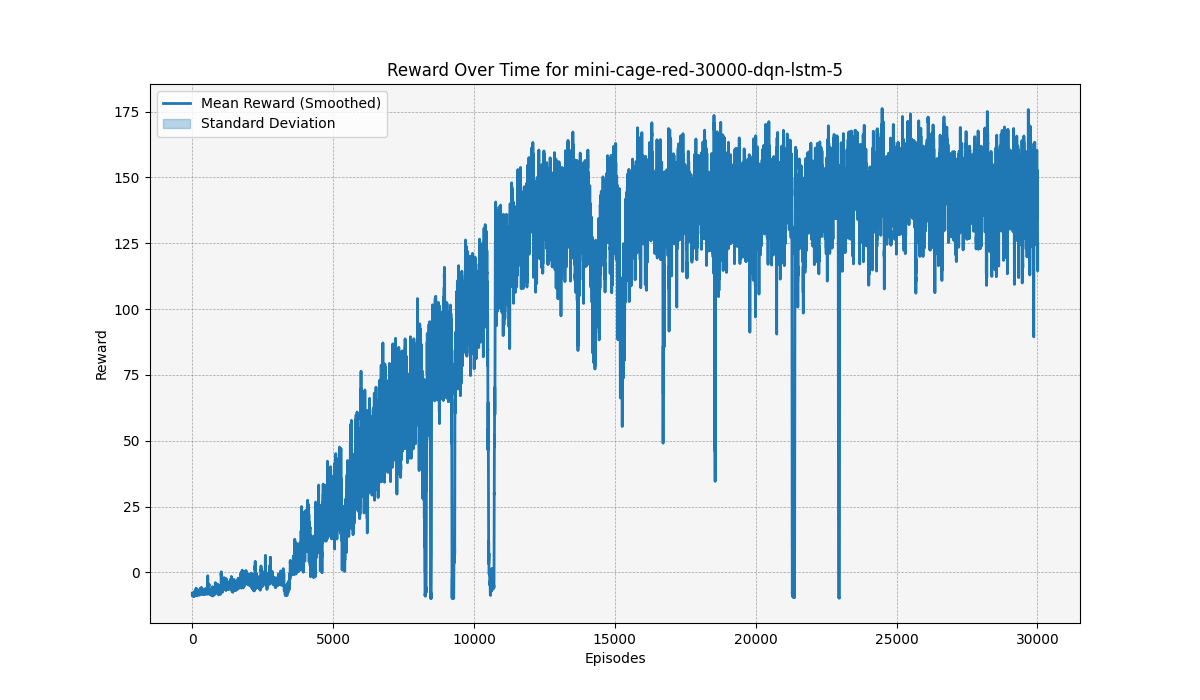 Reward Over Time for mini-cage-red-30000-dqn-lstm-5
Mean Reward (Smoothed)
Standard Deviation
175
150
125
100
75
50
25
0
Reward
0 5000 10000 15000 20000 25000 30000
Episodes